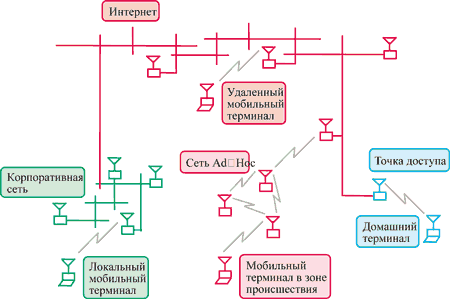 Интернет
Удаленный
мобильный
терминал
Сеть Ad□Hoc
Точка доступа
Корпоративная
сеть
Домашний
терминал
Локальный
мобильный
терминал
Мобильный
терминал в зоне
происшествия